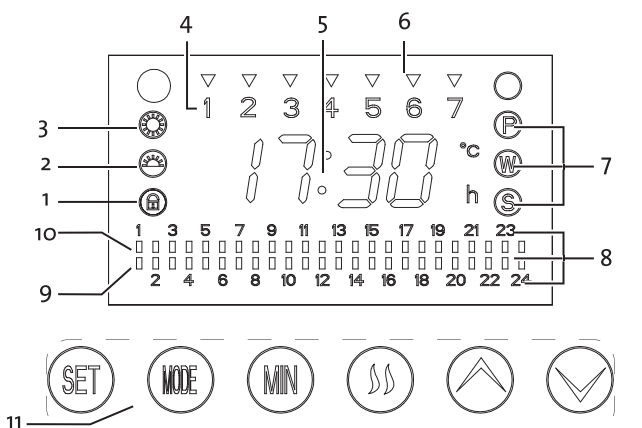 4 5 6
1 2 3 4 5 6 7
3 P
17:30 °C
2 W 7
1 h S
1 3 5 7 9 11 13 15 17 19 21 23
10
9 8
2 4 6 8 10 12 14 16 18 20 22 24
SET MODE MIN
11